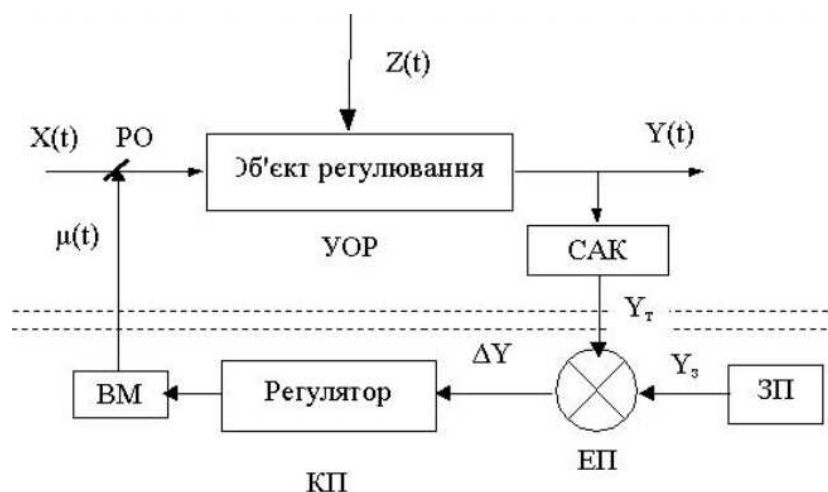 Z(t)
X(t)
РО
Об'єкт регулювання
Y(t)
μ(t)
УОР
САК
Yт
ΔY
Yз
ВМ
Регулятор
ЗП
ЕП
КП